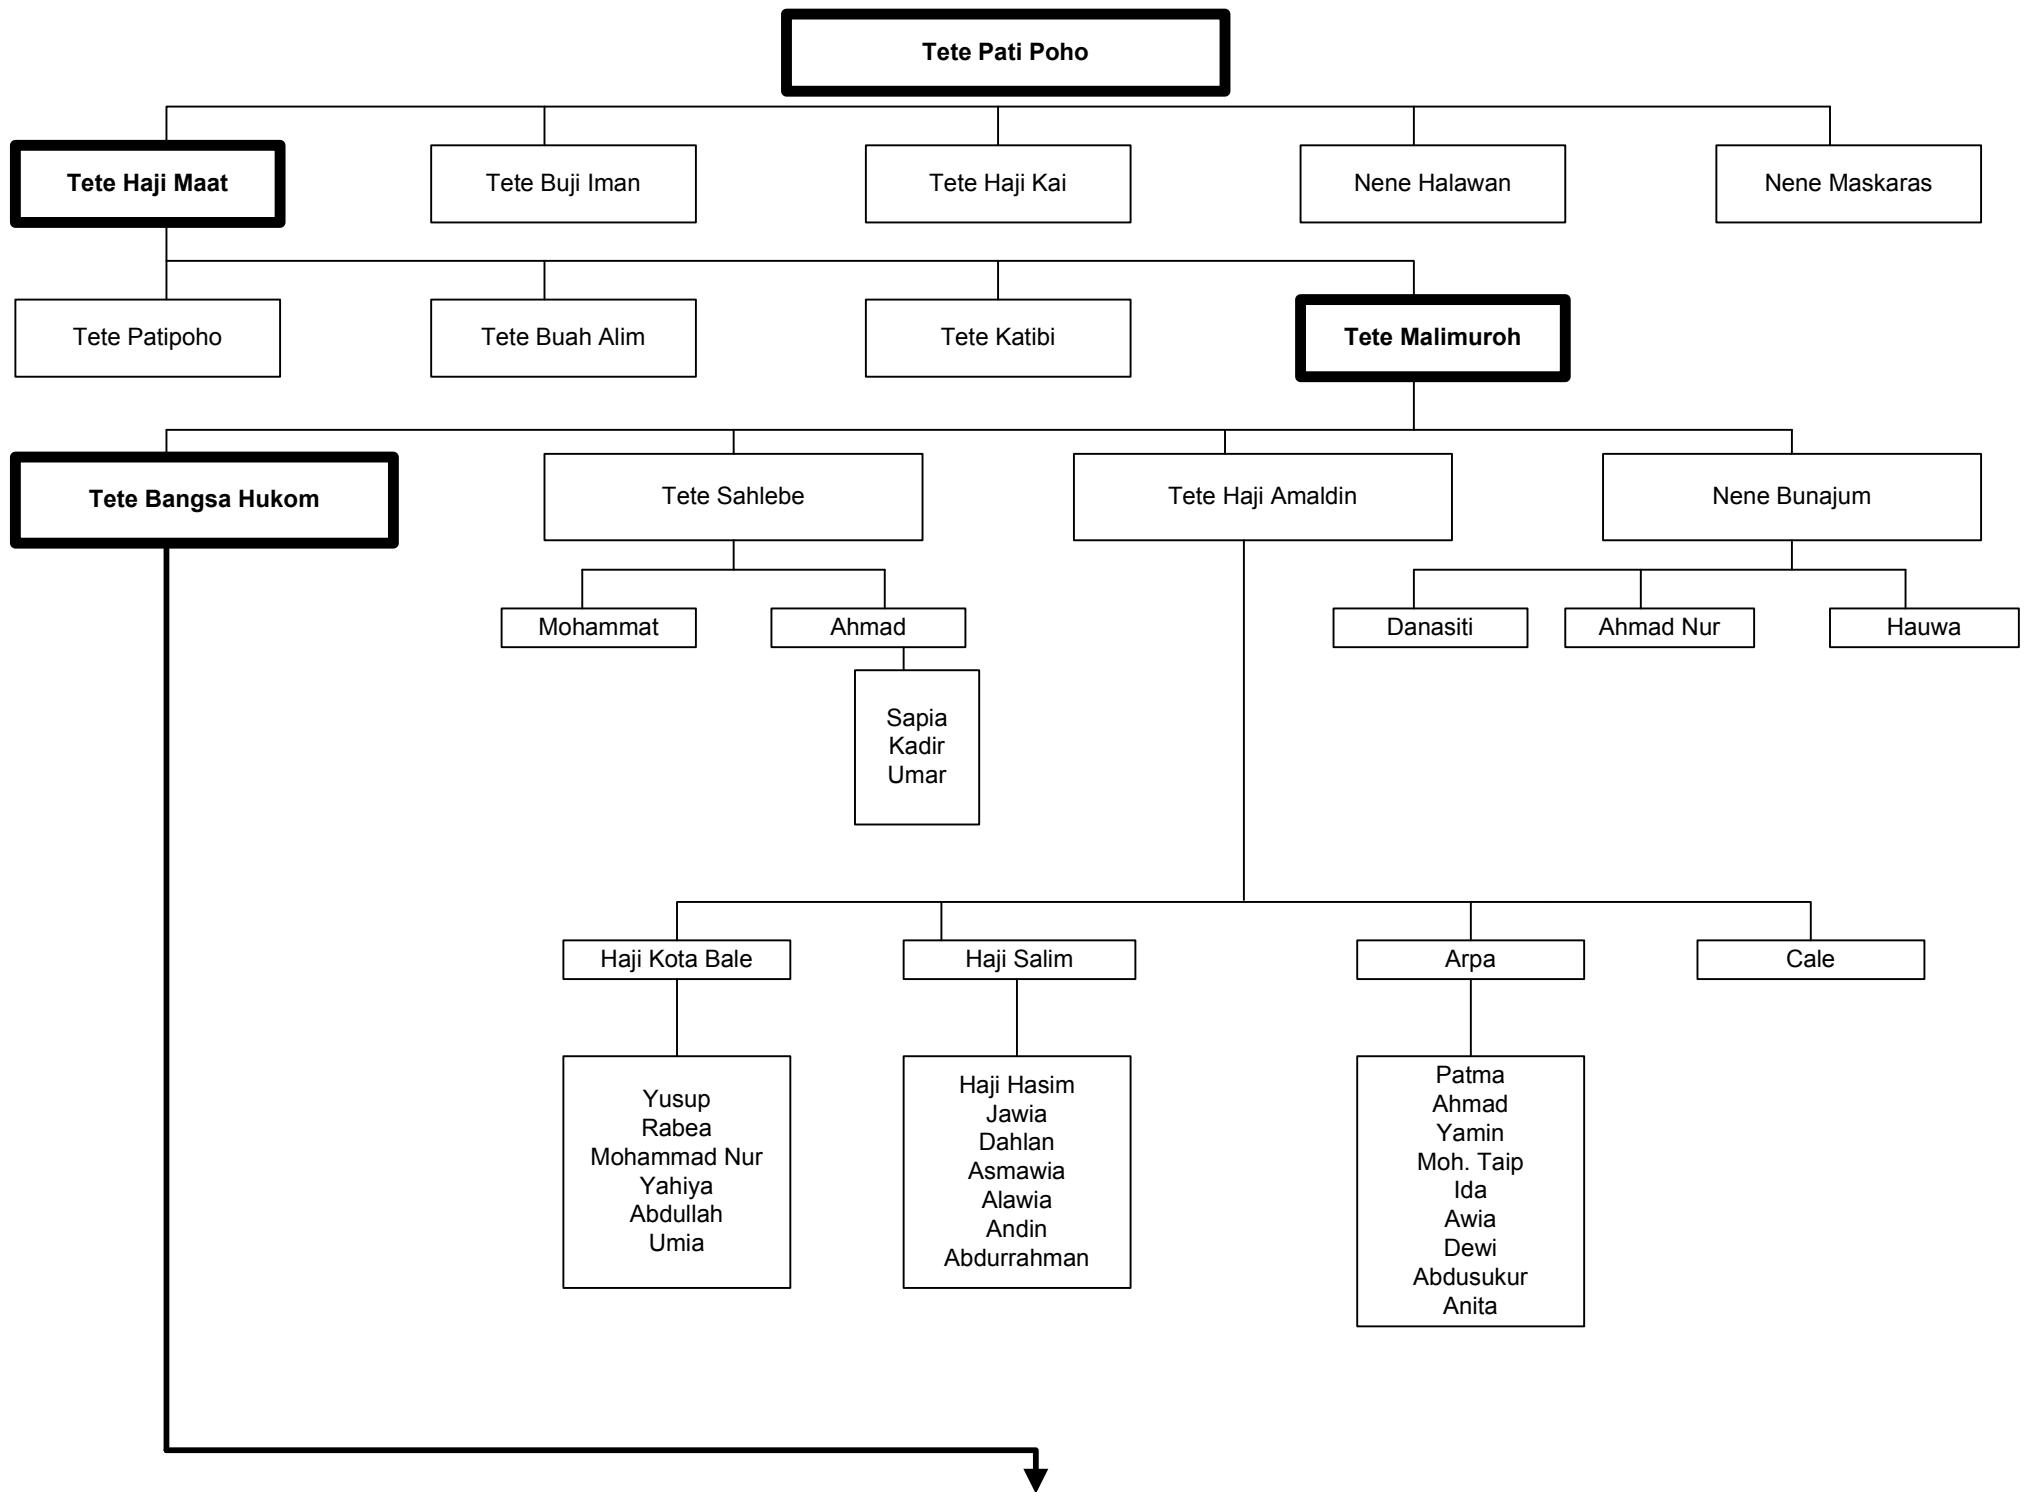 Tete Pati Poho
Tete Haji Maat
Tete Buji Iman
Tete Haji Kai
Nene Halawan
Nene Maskaras
Tete Patipoho
Tete Buah Alim
Tete Katibi
Tete Malimuroh
Tete Bangsa Hukom
Tete Sahlebe
Tete Haji Amaldin
Nene Bunajum
Mohammat
Ahmad
Danasiti
Ahmad Nur
Hauwa
Sapia
Kadir
Umar
Haji Kota Bale
Haji Salim
Arpa
Cale
Yusup
Rabea
Mohammad Nur
Yahiya
Abdullah
Umia
Haji Hasim
Jawia
Dahlan
Asmawia
Alawia
Andin
Abdurrahman
Patma
Ahmad
Yamin
Moh. Taip
Ida
Awia
Dewi
Abdusukur
Anita